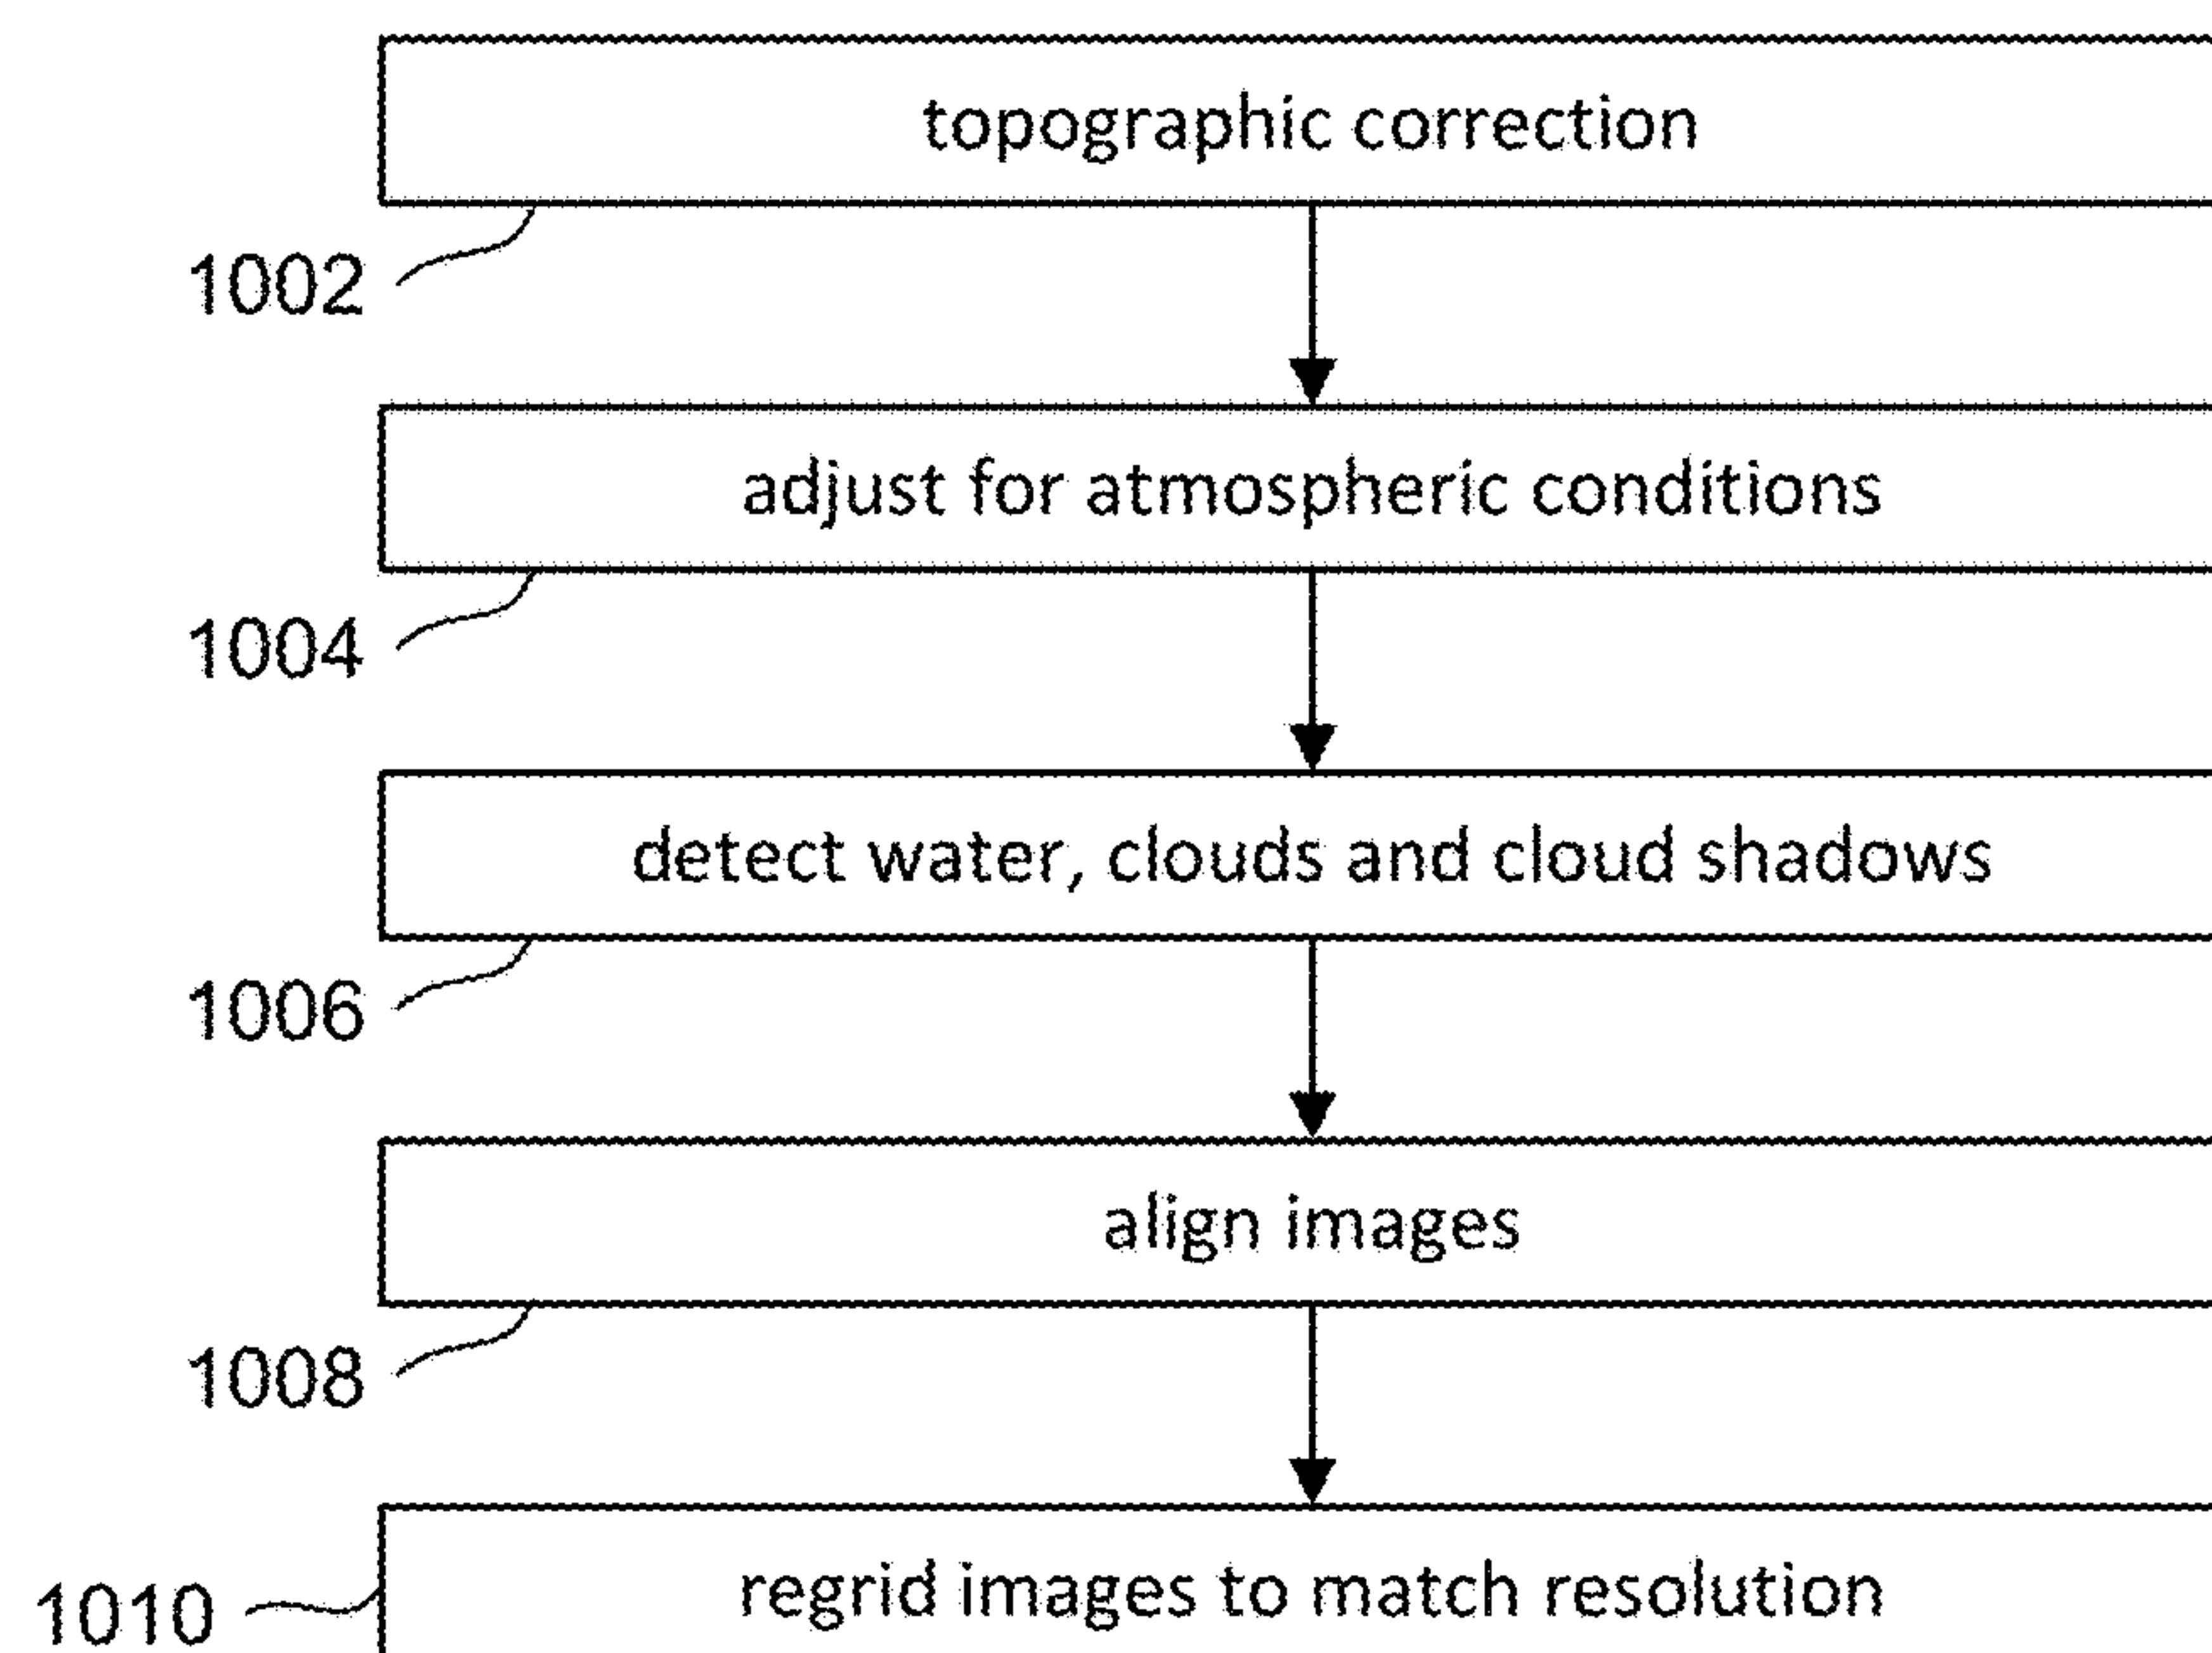 topographic correction
1002
adjust for atmospheric conditions
1004
detect water, clouds and cloud shadows
1006
align images
1008
regrid images to match resolution
1010